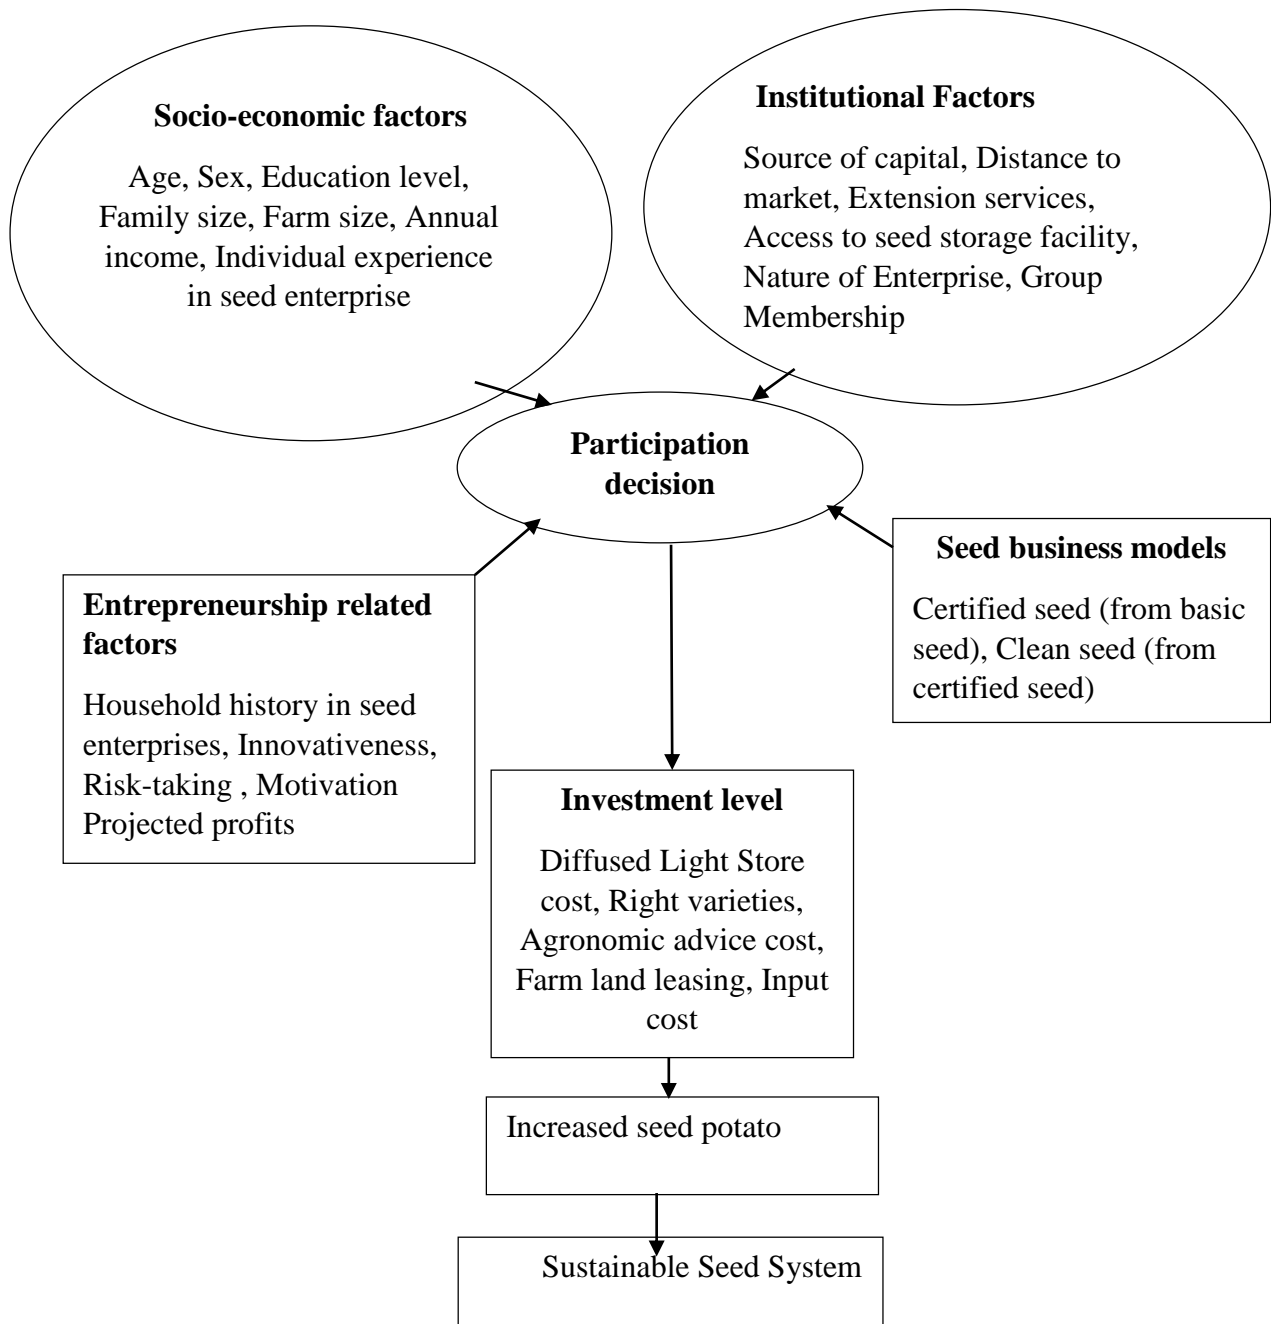 Socio-economic factors
Age, Sex, Education level,
Family size, Farm size, Annual
income, Individual experience
in seed enterprise
Institutional Factors
Source of capital, Distance to
market, Extension services,
Access to seed storage facility,
Nature of Enterprise, Group
Membership
Participation
decision
Entrepreneurship related
factors
Household history in seed
enterprises, Innovativeness,
Risk-taking , Motivation
Projected profits
Seed business models
Certified seed (from basic
seed), Clean seed (from
certified seed)
Investment level
Diffused Light Store
cost, Right varieties,
Agronomic advice cost,
Farm land leasing, Input
cost
Increased seed potato
Sustainable Seed System